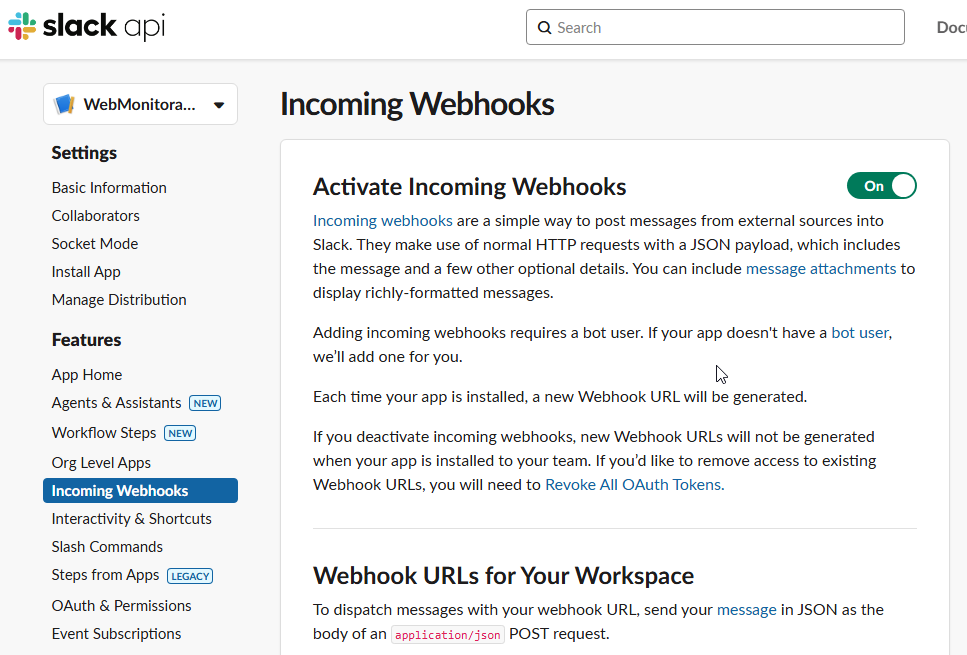 slack api
Search
Docu
WebMonitora...
Settings
Basic Information
Collaborators
Socket Mode
Install App
Manage Distribution
Features
App Home
Agents & Assistants NEW
Workflow Steps NEW
Org Level Apps
Incoming Webhooks
Interactivity & Shortcuts
Slash Commands
Steps from Apps LEGACY
OAuth & Permissions
Event Subscriptions
Incoming Webhooks
Activate Incoming Webhooks
On
Incoming webhooks are a simple way to post messages from external sources into
Slack. They make use of normal HTTP requests with a JSON payload, which includes
the message and a few other optional details. You can include message attachments to
display richly-formatted messages.
Adding incoming webhooks requires a bot user. If your app doesn't have a bot user,
we’ll add one for you.
Each time your app is installed, a new Webhook URL will be generated.
If you deactivate incoming webhooks, new Webhook URLs will not be generated
when your app is installed to your team. If you’d like to remove access to existing
Webhook URLs, you will need to Revoke All OAuth Tokens.
Webhook URLs for Your Workspace
To dispatch messages with your webhook URL, send your message in JSON as the
body of an application/json POST request.